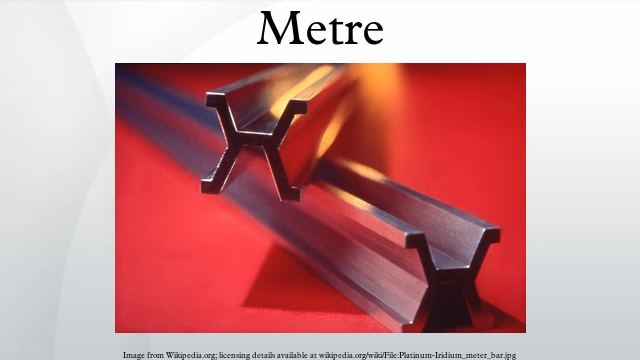 Metre
Image from Wikipedia.org; licensing details available at wikipedia.org/wiki/File:Platinum-Iridium_meter_bar.jpg